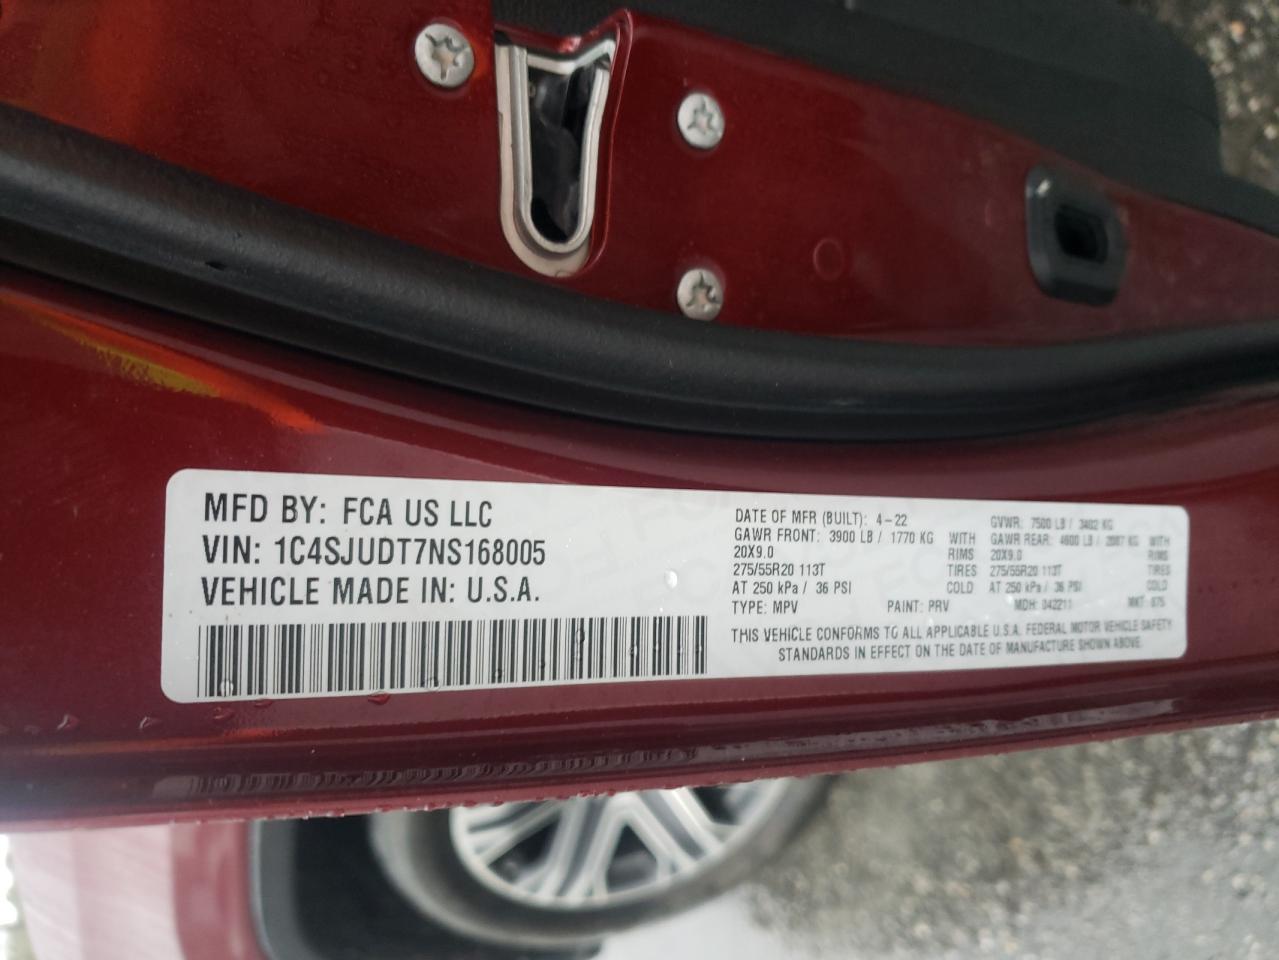 MFD BY: FCA US LLC
VIN: 1C4SJUDT7NS168005
VEHICLE MADE IN: U.S.A.
DATE OF MFR (BUILT): 4-22 GVWR: 7500 LB / 3402 KG
GAWR FRONT: 3900 LB / 1770 KG WITH GAWR REAR: 4600 LB / 2087 KG WITH
20X9.0 RIMS 20X9.0 RIMS
275/55R20 113T TIRES 275/55R20 113T TIRES
AT 250 kPa / 36 PSI COLD AT 250 kPa / 36 PSI COLD
TYPE: MPV PAINT: PRV MDH: 042211 MKT: 875
THIS VEHICLE CONFORMS TO ALL APPLICABLE U.S.A. FEDERAL MOTOR VEHICLE SAFETY
STANDARDS IN EFFECT ON THE DATE OF MANUFACTURE SHOWN ABOVE.